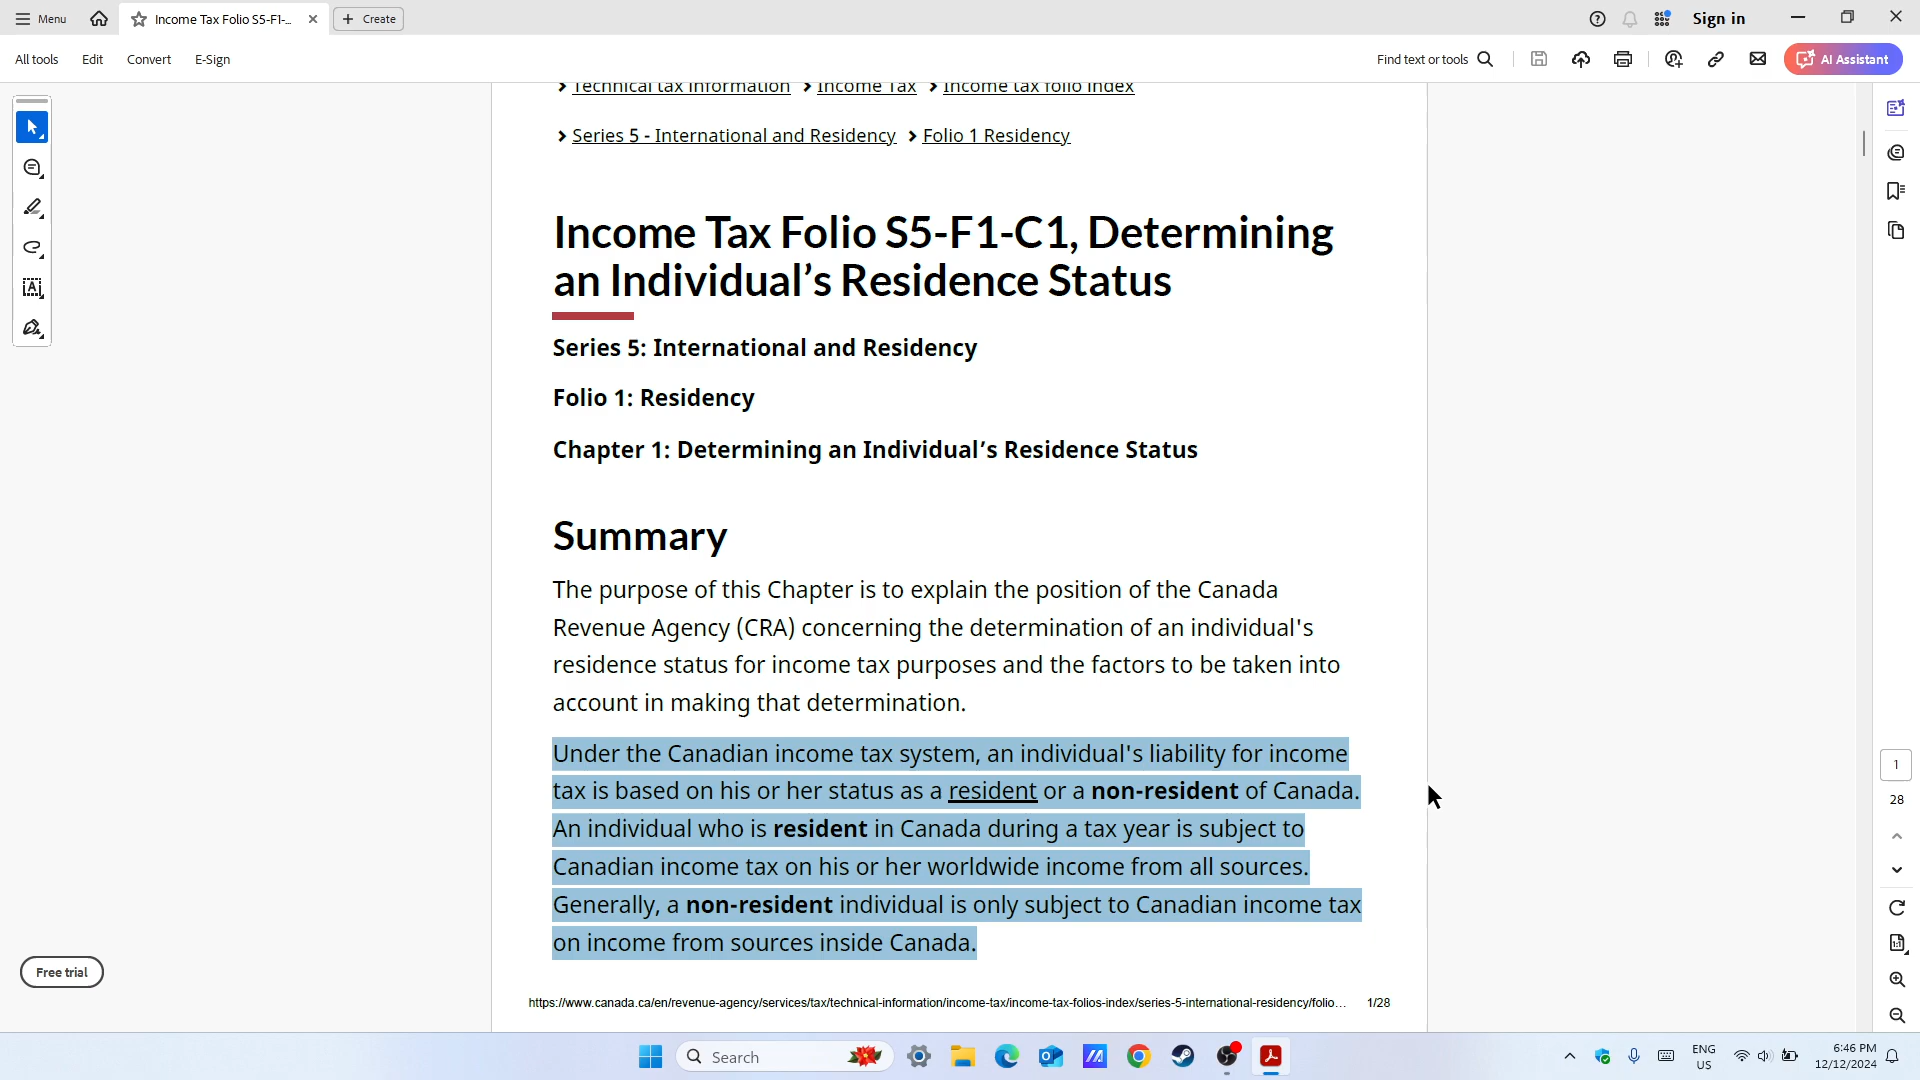 Menu
Income Tax Folio S5-F1-...
Create
Sign in
All tools
Edit
Convert
E-Sign
Find text or tools
AI Assistant
Technical tax information
Income Tax
Income tax folio index
Series 5 - International and Residency
Folio 1 Residency
Income Tax Folio S5-F1-C1, Determining
an Individual’s Residence Status
Series 5: International and Residency
Folio 1: Residency
Chapter 1: Determining an Individual’s Residence Status
Summary
The purpose of this Chapter is to explain the position of the Canada
Revenue Agency (CRA) concerning the determination of an individual's
residence status for income tax purposes and the factors to be taken into
account in making that determination.
Under the Canadian income tax system, an individual's liability for income
tax is based on his or her status as a resident or a non-resident of Canada.
An individual who is resident in Canada during a tax year is subject to
Canadian income tax on his or her worldwide income from all sources.
Generally, a non-resident individual is only subject to Canadian income tax
on income from sources inside Canada.
https://www.canada.ca/en/revenue-agency/services/tax/technical-information/income-tax/income-tax-folios-index/series-5-international-residency/folio... 1/28
1
28
Free trial
Search
ENG
US
6:46 PM
12/12/2024